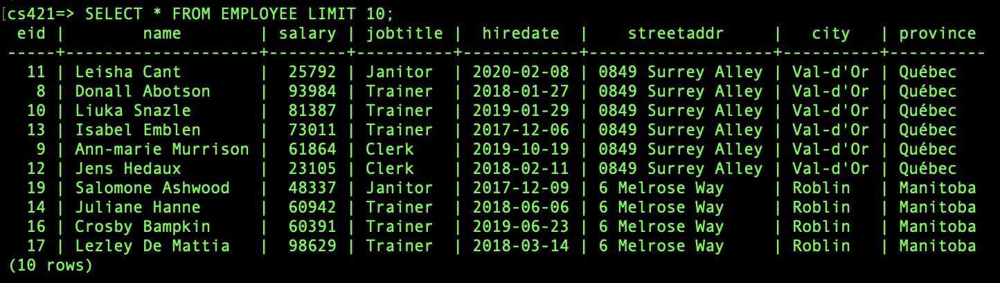 [cs421=> SELECT * FROM EMPLOYEE LIMIT 10;
 eid |        name        | salary | jobtitle |  hiredate  |    streetaddr     |   city   | province
-----+--------------------+--------+----------+------------+-------------------+----------+----------
  11 | Leisha Cant        |  25792 | Janitor  | 2020-02-08 | 0849 Surrey Alley | Val-d'Or | Québec
   8 | Donall Abotson     |  93984 | Trainer  | 2018-01-27 | 0849 Surrey Alley | Val-d'Or | Québec
  10 | Liuka Snazle       |  81387 | Trainer  | 2019-01-29 | 0849 Surrey Alley | Val-d'Or | Québec
  13 | Isabel Emblen      |  73011 | Trainer  | 2017-12-06 | 0849 Surrey Alley | Val-d'Or | Québec
   9 | Ann-marie Murrison |  61864 | Clerk    | 2019-10-19 | 0849 Surrey Alley | Val-d'Or | Québec
  12 | Jens Hedaux        |  23105 | Clerk    | 2018-02-11 | 0849 Surrey Alley | Val-d'Or | Québec
  19 | Salomone Ashwood   |  48337 | Janitor  | 2017-12-09 | 6 Melrose Way     | Roblin   | Manitoba
  14 | Juliane Hanne      |  60942 | Trainer  | 2018-06-06 | 6 Melrose Way     | Roblin   | Manitoba
  16 | Crosby Bampkin     |  60391 | Trainer  | 2019-06-23 | 6 Melrose Way     | Roblin   | Manitoba
  17 | Lezley De Mattia   |  98629 | Trainer  | 2018-03-14 | 6 Melrose Way     | Roblin   | Manitoba
(10 rows)